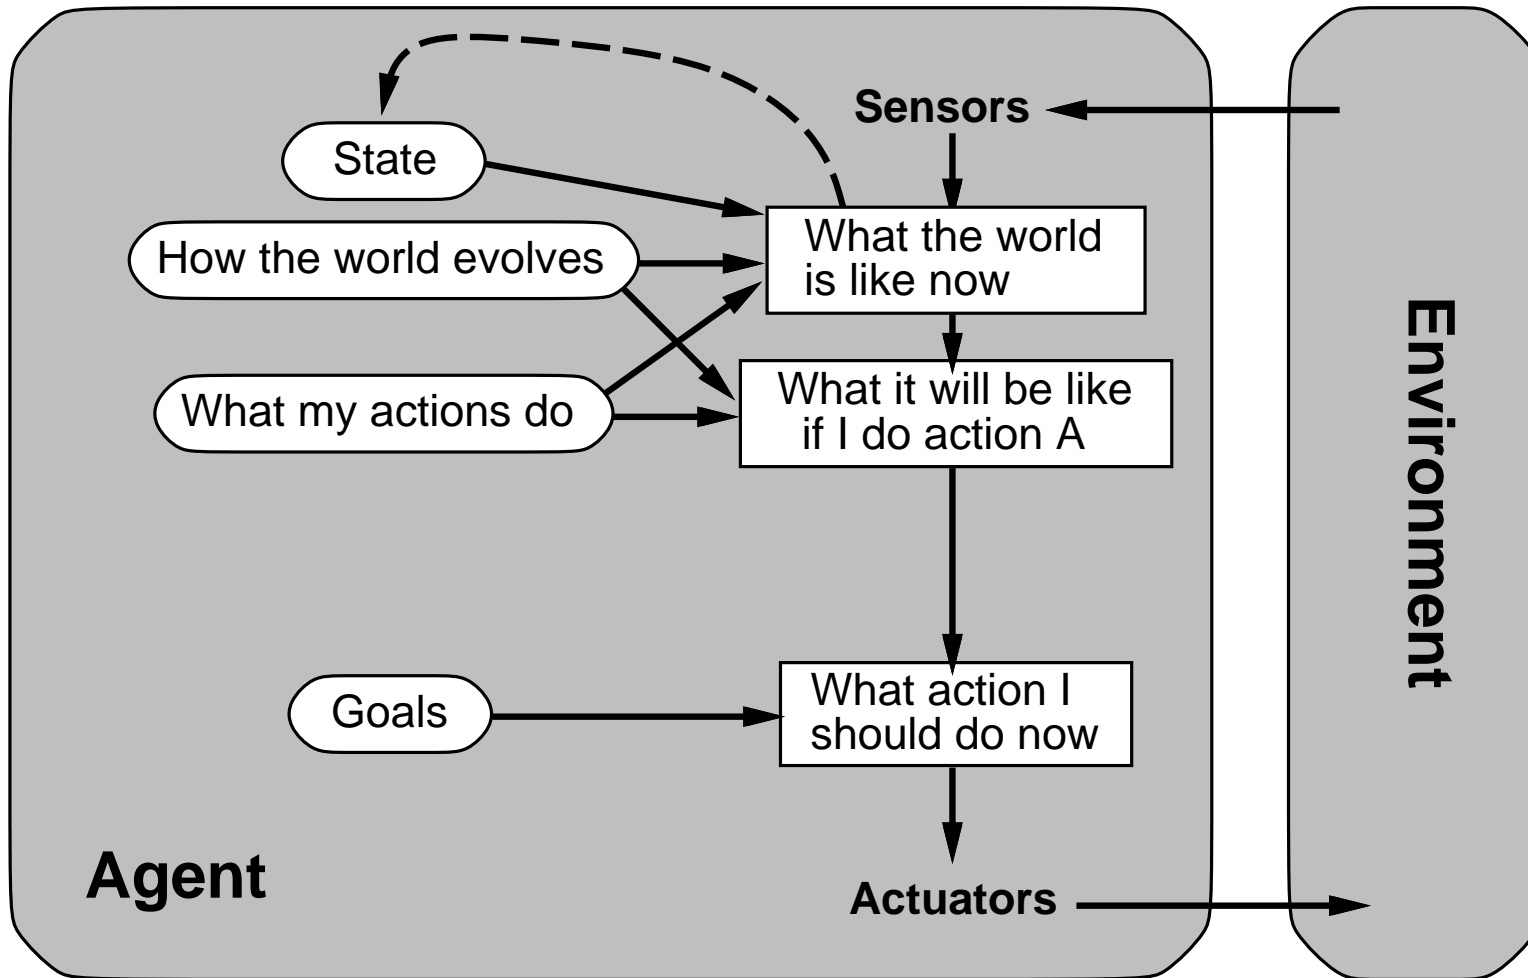 Sensors
State
What the world
is like now
How the world evolves
What my actions do
What it will be like
if I do action A
Goals
What action I
should do now
Agent
Actuators
Environment